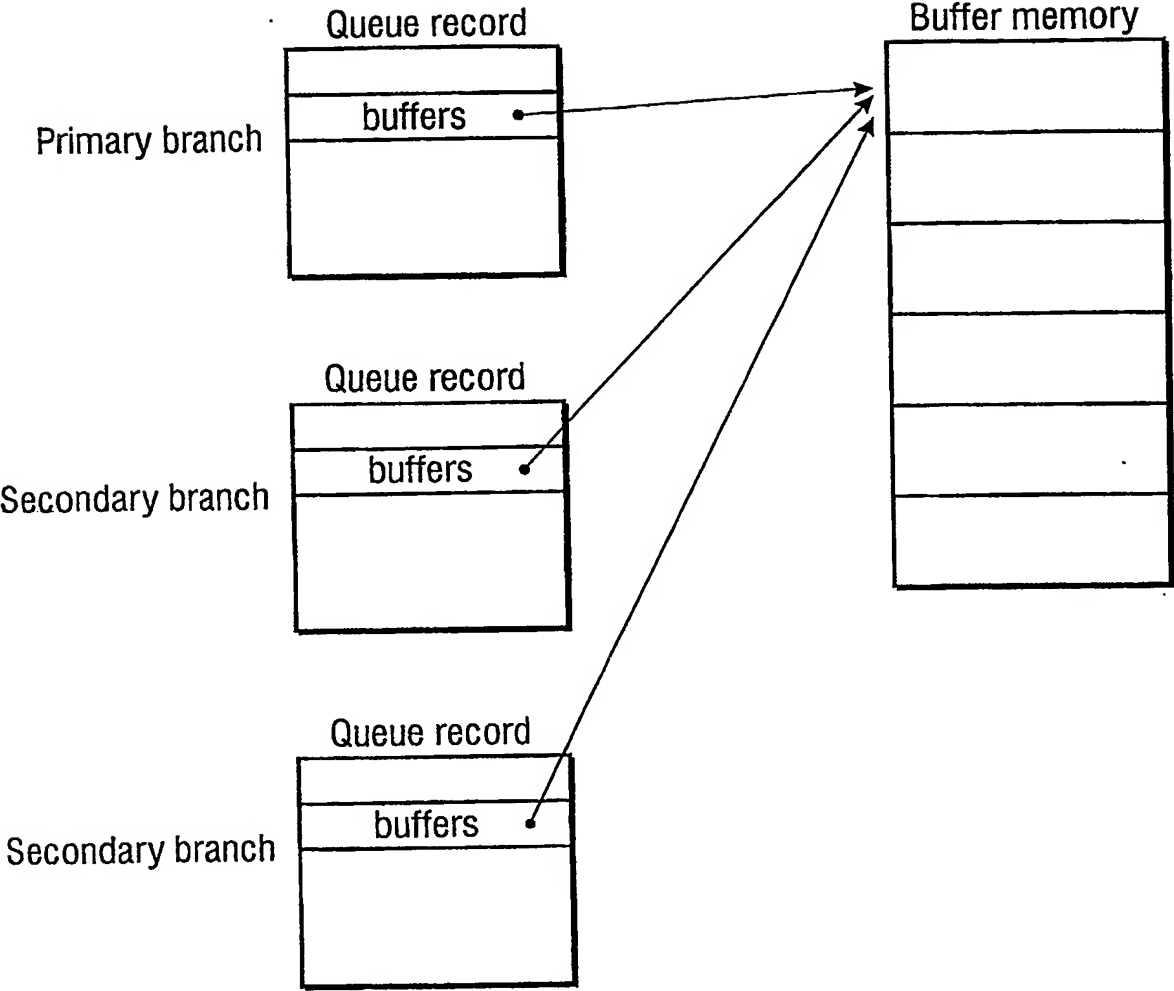 Queue record
Buffer memory
buffers
Primary branch
Queue record
buffers
Secondary branch
Queue record
buffers
Secondary branch